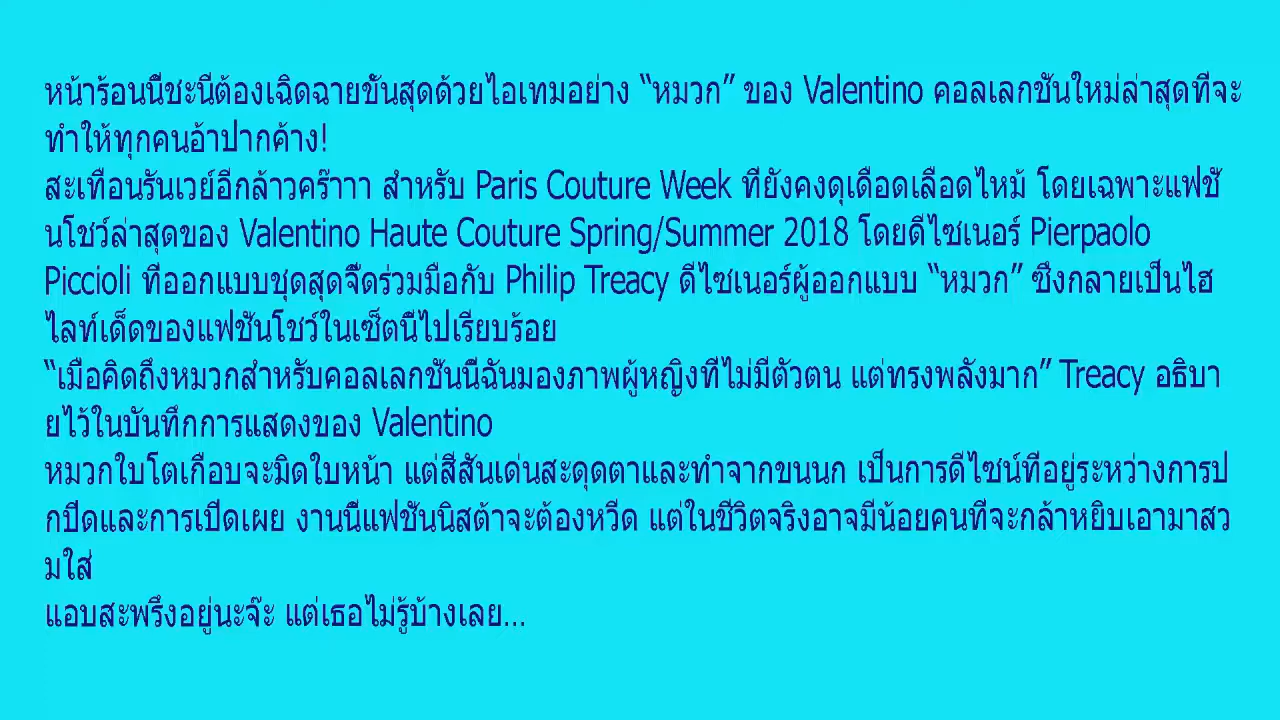 หน้าร้อนนี้ชะนีต้องเฉิดฉายขั้นสุดด้วยไอเทมอย่าง “หมวก” ของ Valentino คอลเลกชั่นใหม่ล่าสุดที่จะ
ทำให้ทุกคนอ้าปากค้าง!
สะเทือนรันเวย์อีกล้าวคร๊าาา สำหรับ Paris Couture Week ที่ยังคงดุเดือดเลือดไหม้ โดยเฉพาะแฟชั่
นโชว์ล่าสุดของ Valentino Haute Couture Spring/Summer 2018 โดยดีไซเนอร์ Pierpaolo
Piccioli ที่ออกแบบชุดสุดจี๊ดร่วมมือกับ Philip Treacy ดีไซเนอร์ผู้ออกแบบ “หมวก” ซึ่งกลายเป็นไฮ
ไลท์เด็ดของแฟชั่นโชว์ในเซ็ตนี้ไปเรียบร้อย
“เมื่อคิดถึงหมวกสำหรับคอลเลกชั่นนี้ฉันมองภาพผู้หญิงที่ไม่มีตัวตน แต่ทรงพลังมาก” Treacy อธิบา
ยไว้ในบันทึกการแสดงของ Valentino
หมวกใบโตเกือบจะมิดใบหน้า แต่สีสันเด่นสะดุดตาและทำจากขนนก เป็นการดีไซน์ที่อยู่ระหว่างการป
กปิดและการเปิดเผย งานนี้แฟชั่นนิสต้าจะต้องหวีด แต่ในชีวิตจริงอาจมีน้อยคนที่จะกล้าหยิบเอามาสว
มใส่
แอบสะพรึงอยู่นะจ๊ะ แต่เธอไม่รู้บ้างเลย...